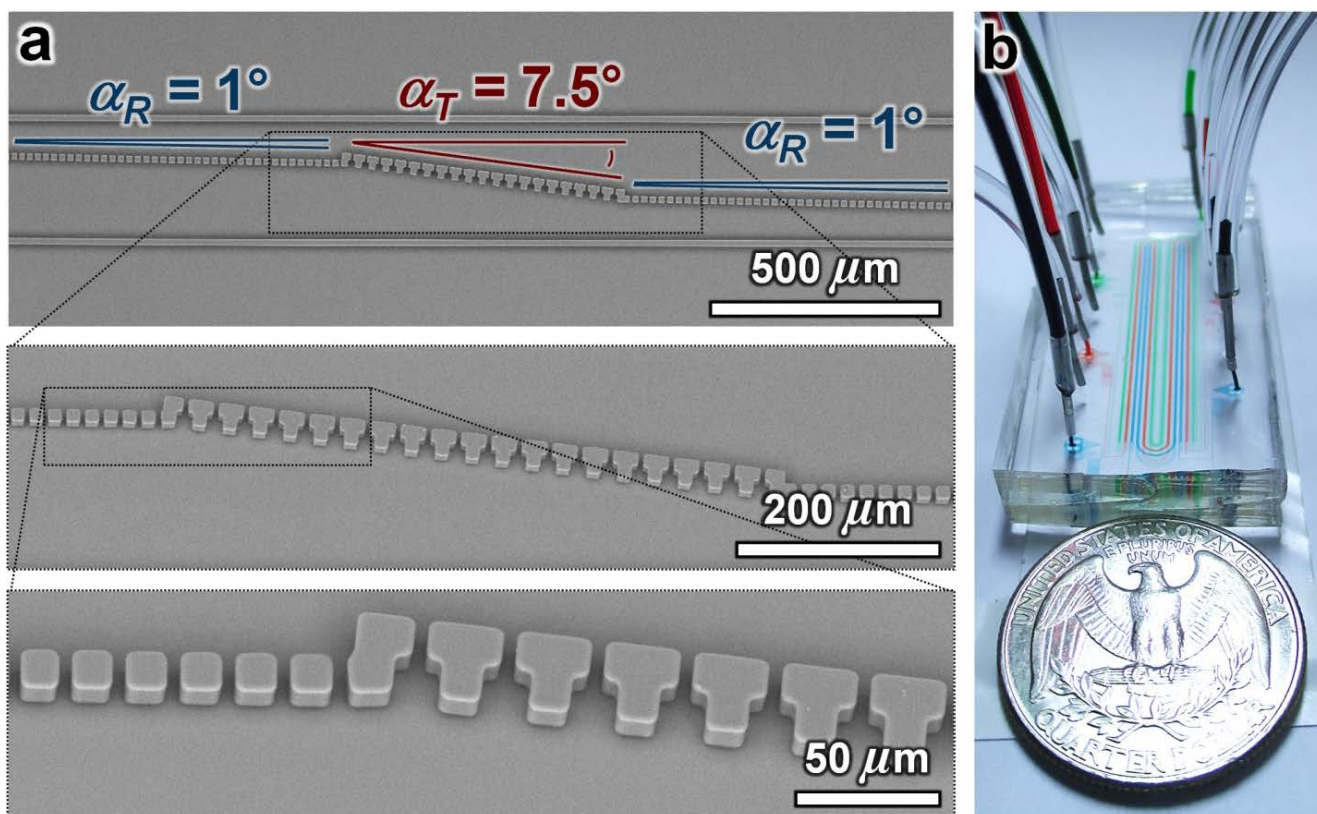 a
αR = 1°
αT = 7.5°
αR = 1°
500 μm
200 μm
50 μm
b
UNITED STATES OF AMERICA
E PLURIBUS
UNUM
QUARTER DOLLAR